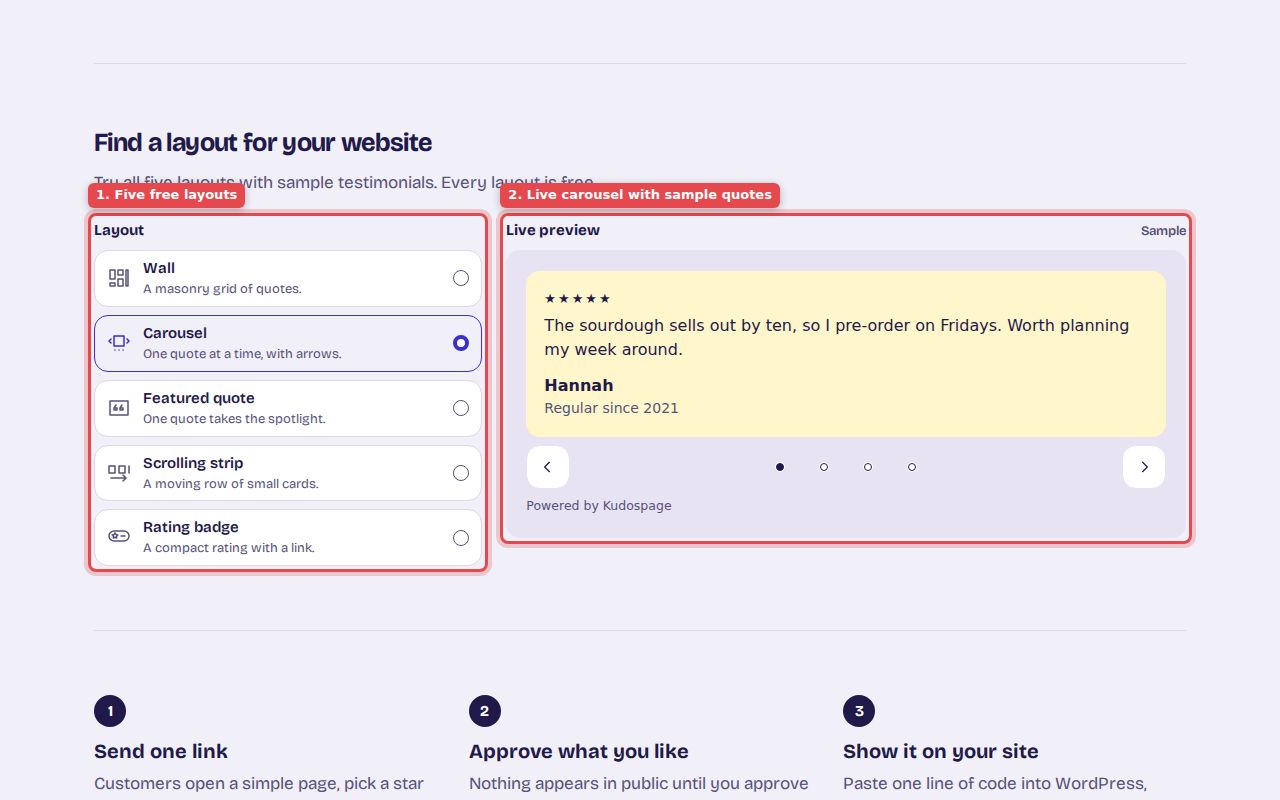 Find a layout for your website
Try all five layouts with sample testimonials. Every layout is free.
1. Five free layouts
2. Live carousel with sample quotes
Layout
Wall
A masonry grid of quotes.
Carousel
One quote at a time, with arrows.
Featured quote
One quote takes the spotlight.
Scrolling strip
A moving row of small cards.
Rating badge
A compact rating with a link.
Live preview
Sample
★★★★★
The sourdough sells out by ten, so I pre-order on Fridays. Worth planning
my week around.
Hannah
Regular since 2021
Powered by Kudospage
1
Send one link
Customers open a simple page, pick a star
2
Approve what you like
Nothing appears in public until you approve
3
Show it on your site
Paste one line of code into WordPress,